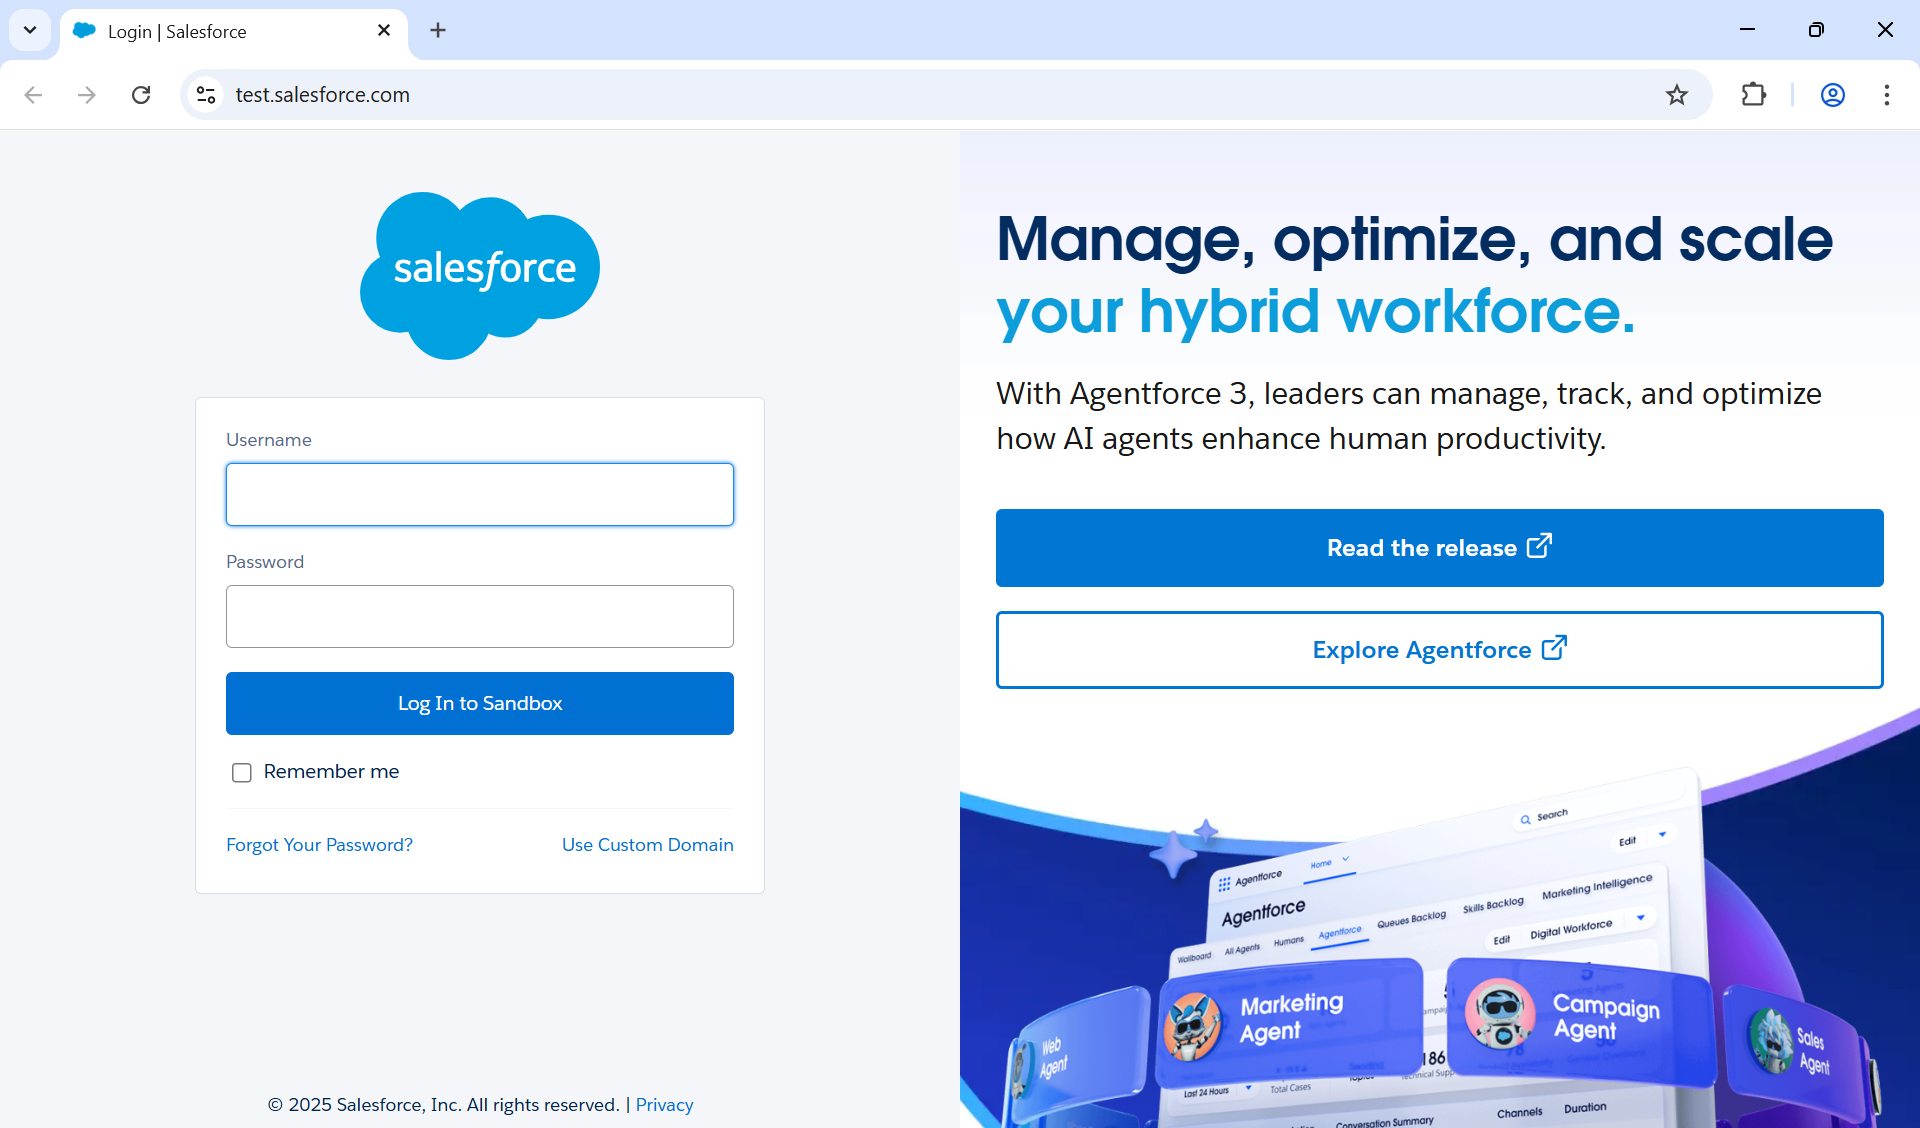 Login | Salesforce
test.salesforce.com
salesforce
Username
Password
Log In to Sandbox
Remember me
Forgot Your Password?
Use Custom Domain
© 2025 Salesforce, Inc. All rights reserved. | Privacy
Manage, optimize, and scale
your hybrid workforce.
With Agentforce 3, leaders can manage, track, and optimize
how AI agents enhance human productivity.
Read the release
Explore Agentforce
Search
Edit
Agentforce Home
Agentforce
Wallboard All Agents Humans Agentforce Queues Backlog Skills Backlog Marketing Intelligence
Edit Digital Workforce
Web
Agent
Marketing
Agent
Campaign
Agent
Sales
Agent
186
Last 24 Hours
Total Cases
Conversation Summary
Channels
Duration